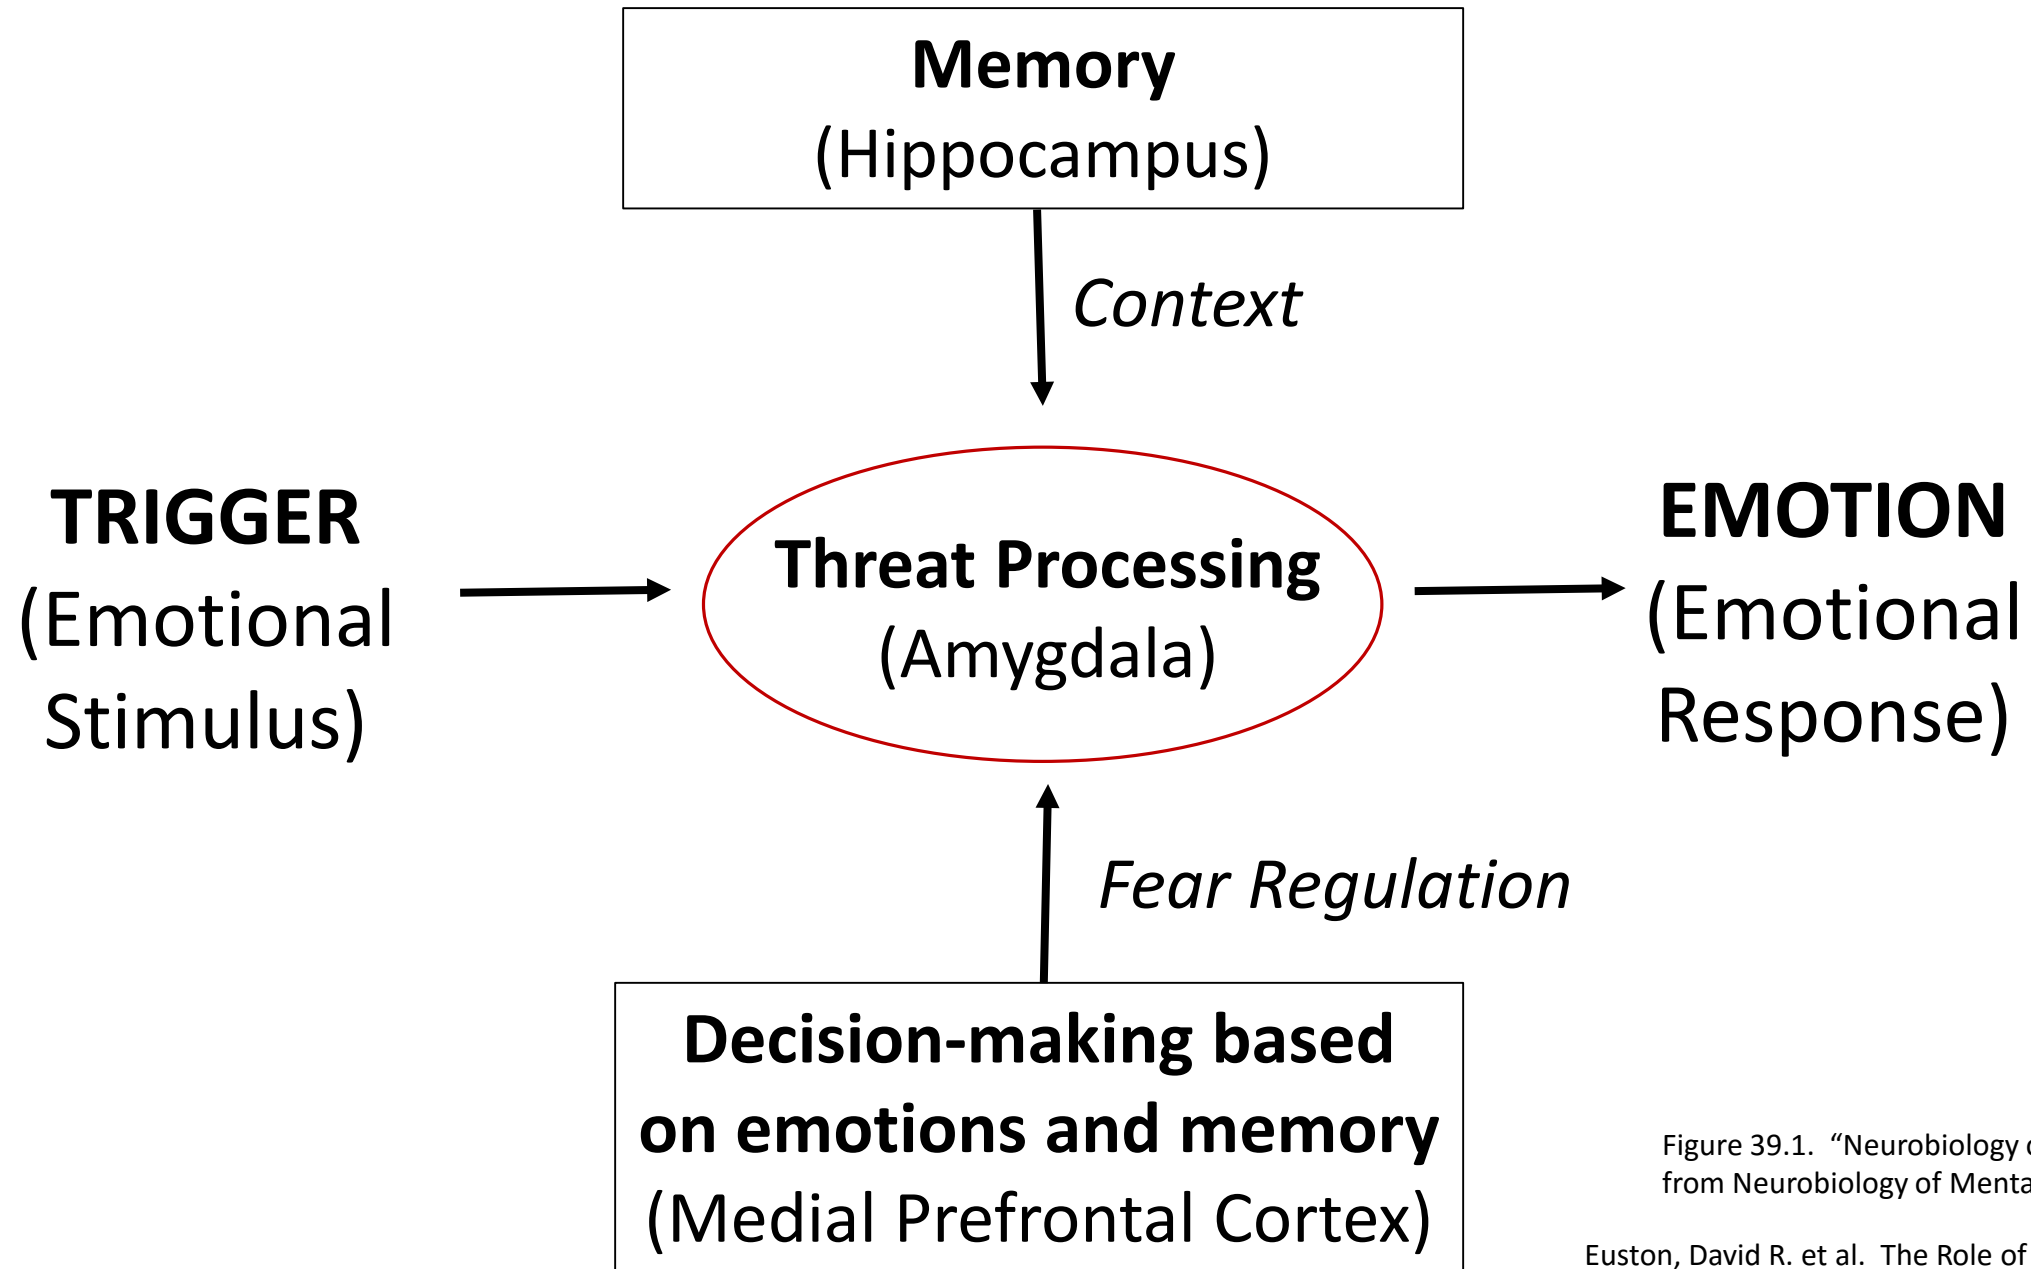 Memory
(Hippocampus)
Context
TRIGGER
(Emotional
Stimulus)
Threat Processing
(Amygdala)
EMOTION
(Emotional
Response)
Fear Regulation
Decision-making based
on emotions and memory
(Medial Prefrontal Cortex)
Figure 39.1. “Neurobiology
from Neurobiology of
Euston, David R. et al. The Role of